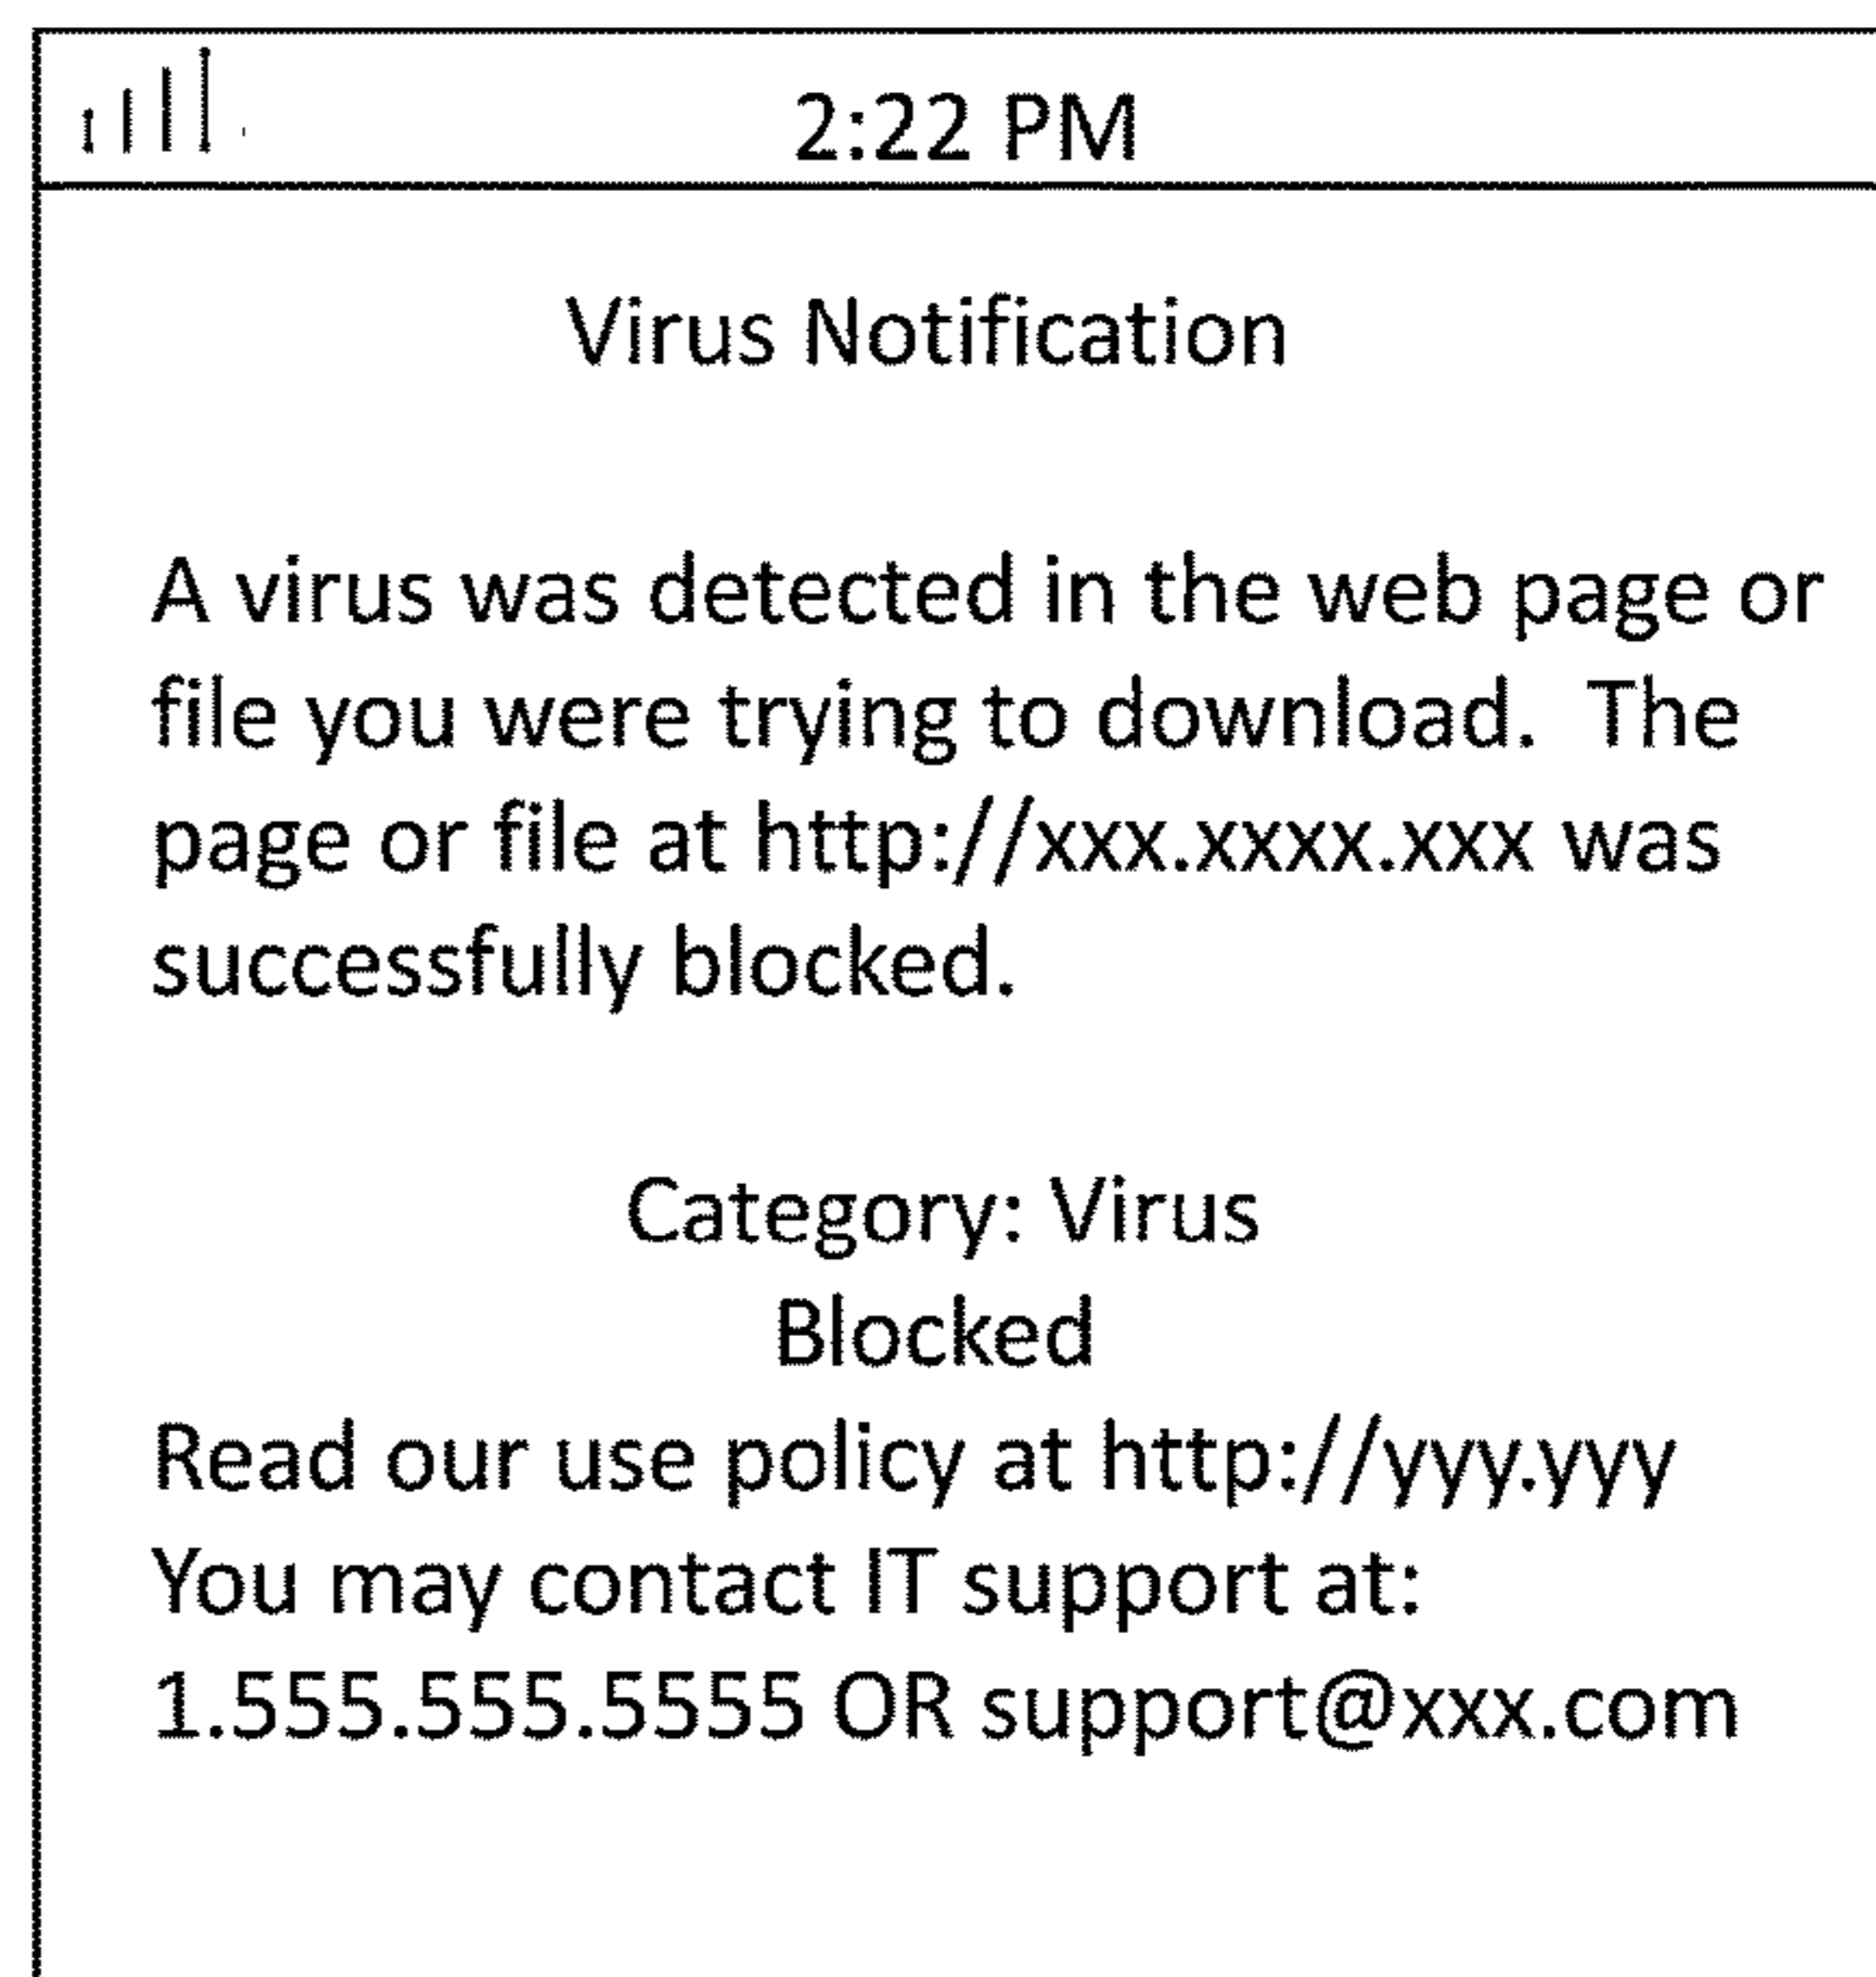 2:22 PM
Virus Notification
A virus was detected in the web page or
file you were trying to download.  The
page or file at http://xxx.xxxx.xxx was
successfully blocked.
Category: Virus
Blocked
Read our use policy at http://yyy.yyy
You may contact IT support at:
1.555.555.5555 OR support@xxx.com